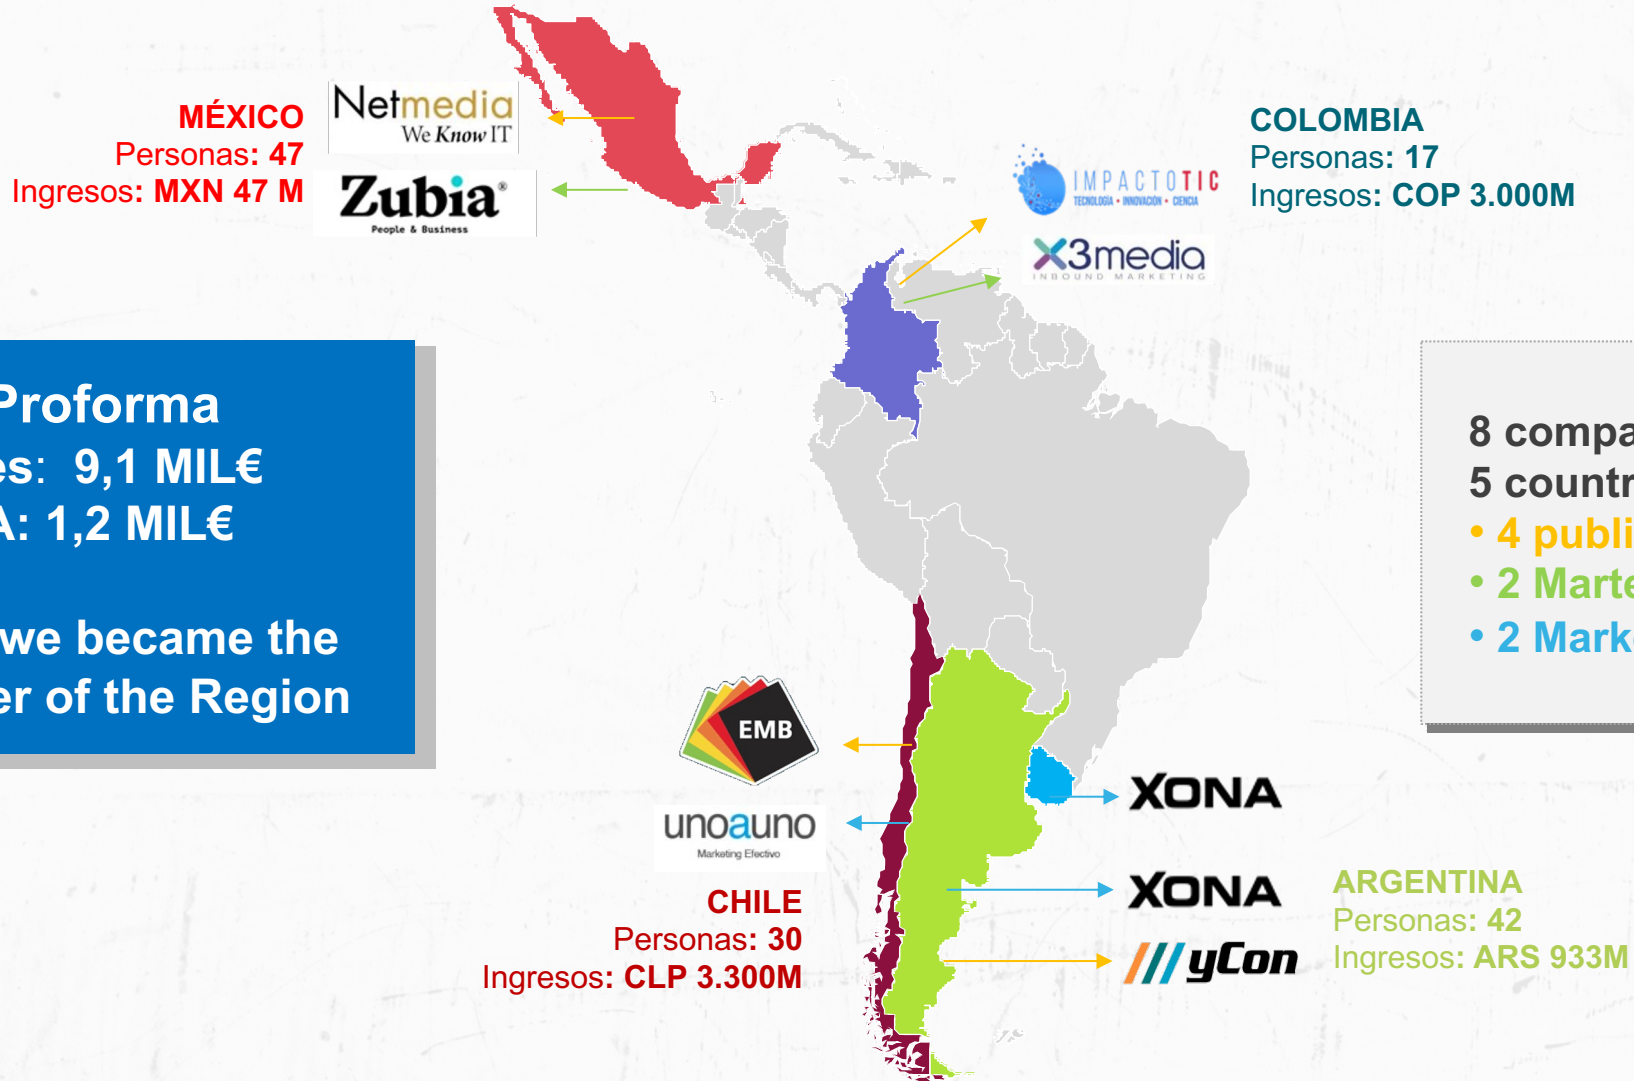 MÉXICO
Personas: 47
Ingresos: MXN 47 M
Netmedia
We Know IT
Zubia®
People & Business
IMPACTOTIC
TECNOLOGÍA • INNOVACIÓN • CIENCIA
X3media
INBOUND MARKETING
COLOMBIA
Personas: 17
Ingresos: COP 3.000M
Proforma
es: 9,1 MIL€
A: 1,2 MIL€
we became the
er of the Region
8 compa
5 countr
• 4 publi
• 2 Marte
• 2 Mark
EMB
unoauno
Marketing Efectivo
CHILE
Personas: 30
Ingresos: CLP 3.300M
XONA
XONA
yCon
ARGENTINA
Personas: 42
Ingresos: ARS 933M